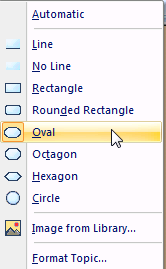 Automatic
Line
No Line
Rectangle
Rounded Rectangle
Oval
Octagon
Hexagon
Circle
Image from Library...
Format Topic...